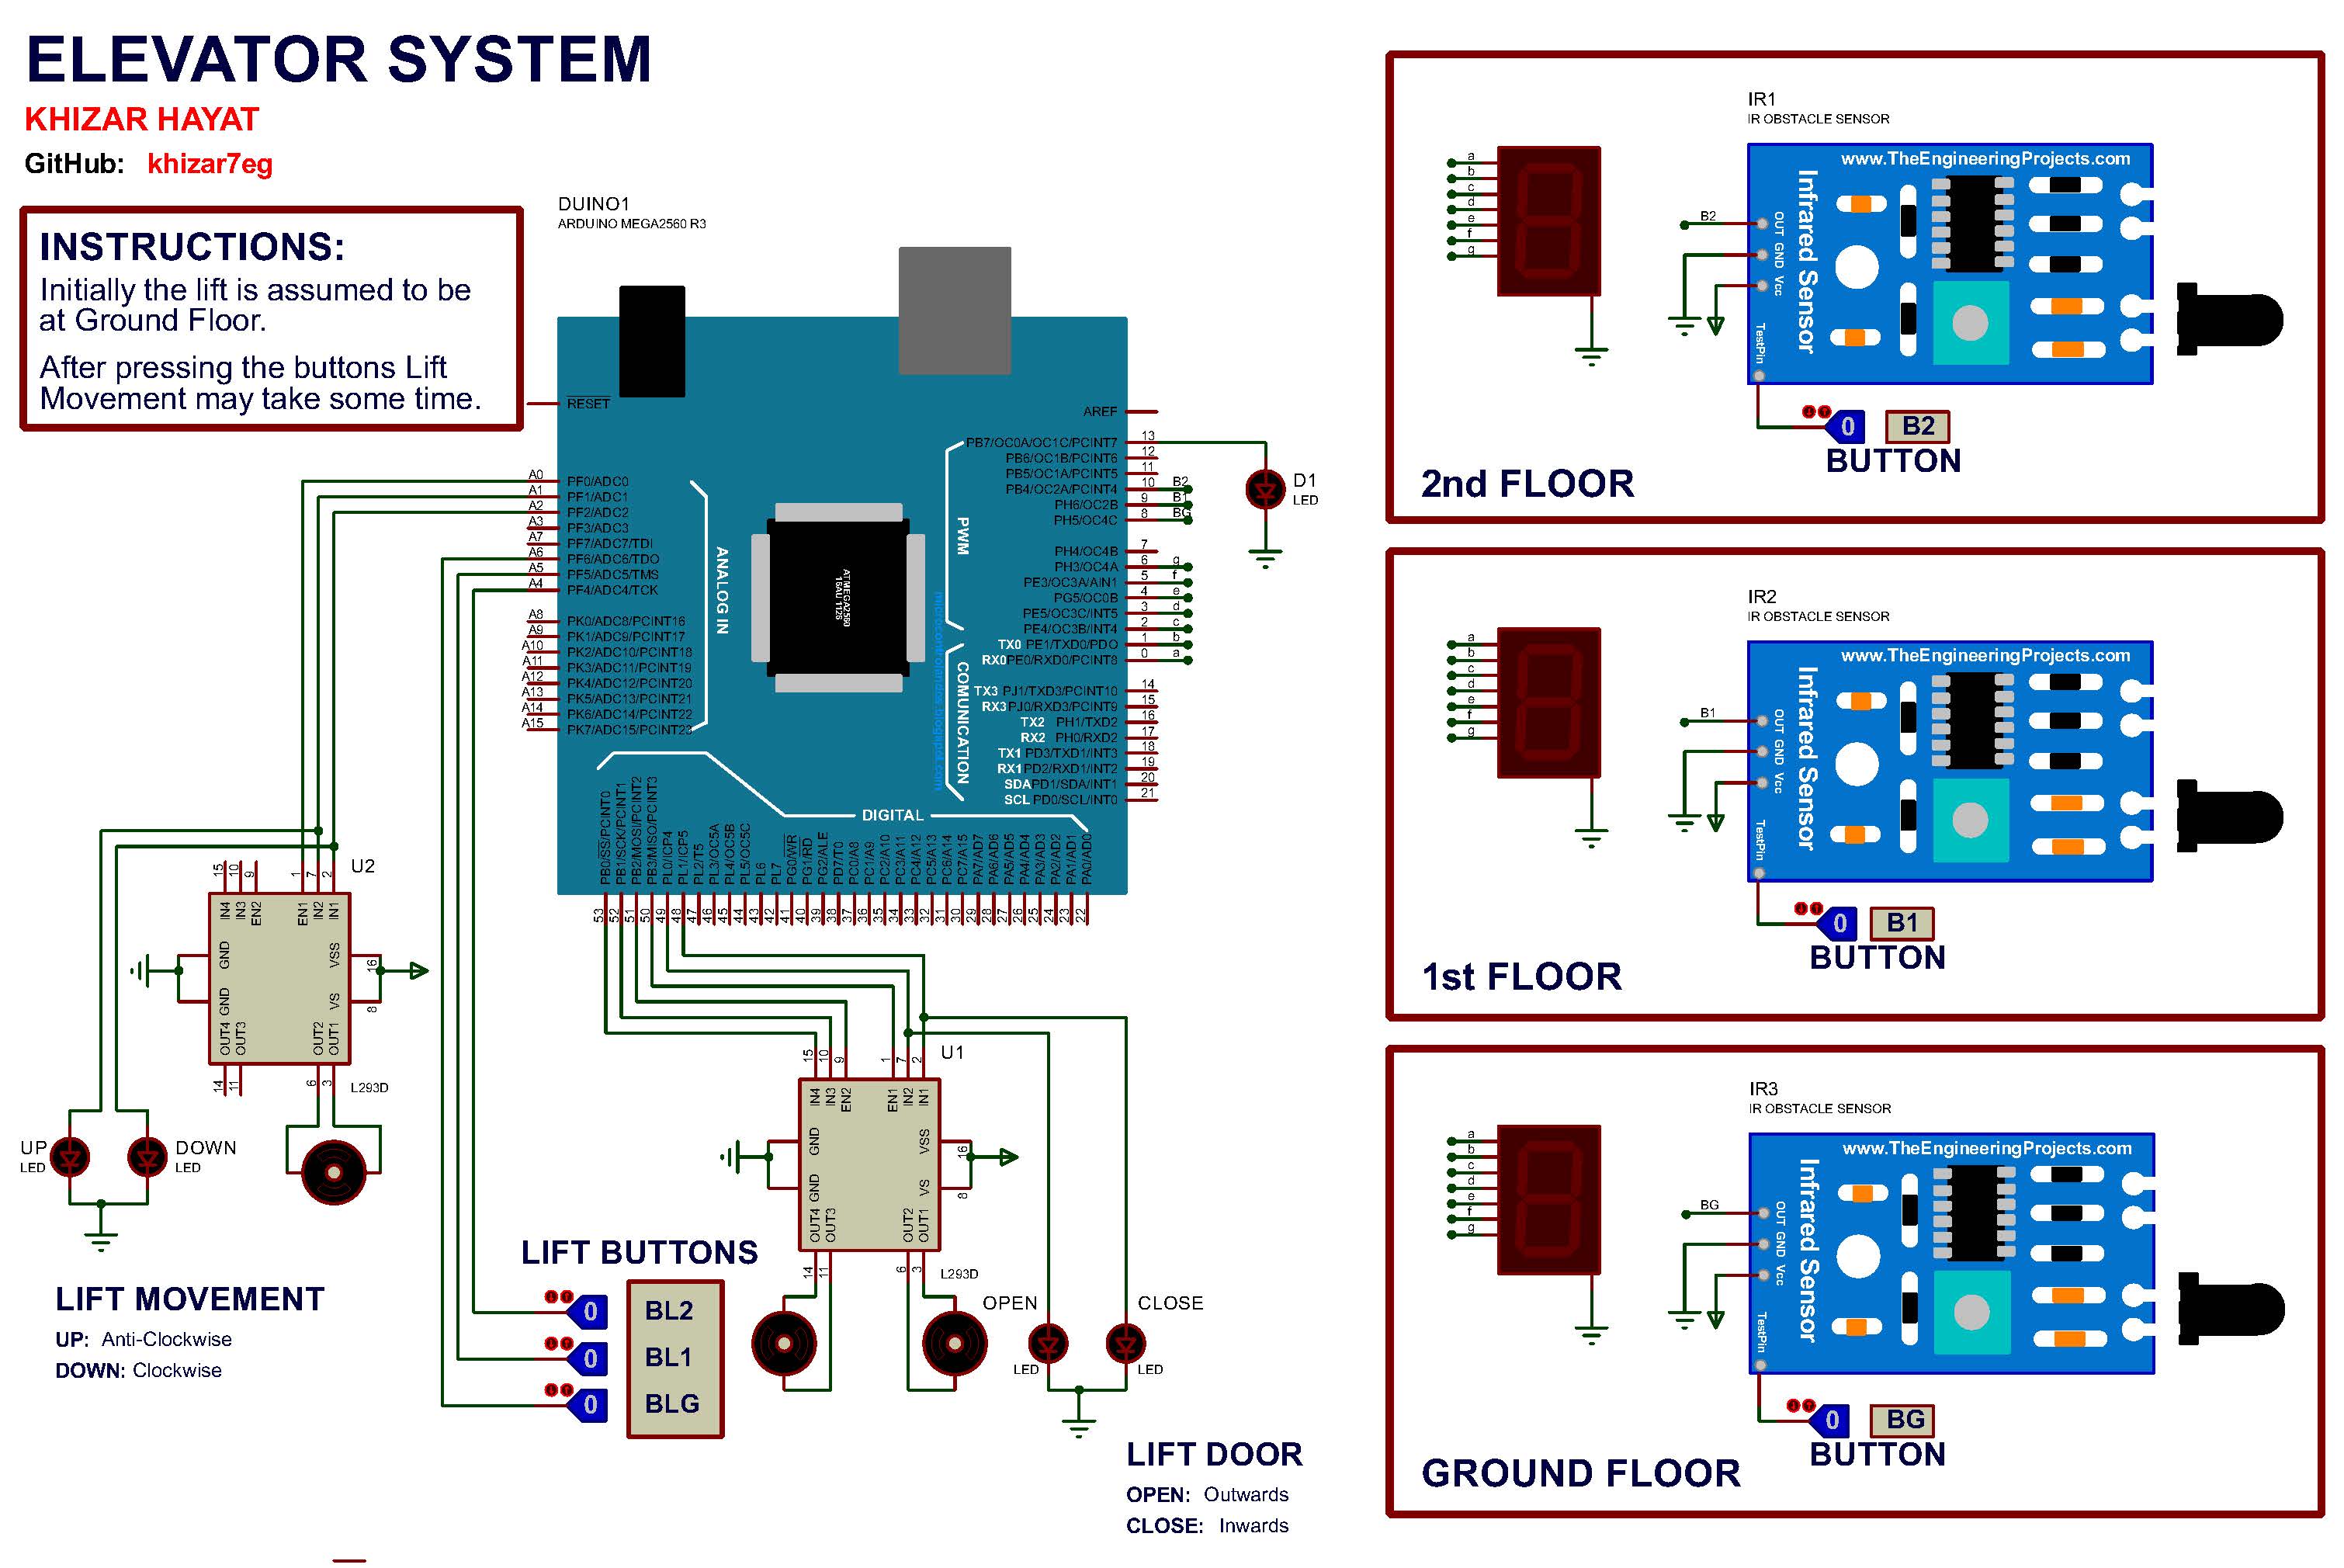 ELEVATOR SYSTEM
KHIZAR HAYAT
GitHub: khizar7eg
INSTRUCTIONS:
Initially the lift is assumed to be
at Ground Floor.
After pressing the buttons Lift
Movement may take some time.
DUINO1
ARDUINO MEGA2560 R3
RESET
AREF
A0 PF0/ADC0
A1 PF1/ADC1
A2 PF2/ADC2
A3 PF3/ADC3
A7 PF7/ADC7/TDI
A6 PF6/ADC6/TDO
A5 PF5/ADC5/TMS
A4 PF4/ADC4/TCK
A8 PK0/ADC8/PCINT16
A9 PK1/ADC9/PCINT17
A10 PK2/ADC10/PCINT18
A11 PK3/ADC11/PCINT19
A12 PK4/ADC12/PCINT20
A13 PK5/ADC13/PCINT21
A14 PK6/ADC14/PCINT22
A15 PK7/ADC15/PCINT23
ANALOG IN
ATMEGA2560
16AU 1126
microcontrolandos.blogspot.com
PWM
COMUNICATION
PB7/OC0A/OC1C/PCINT7 13
PB6/OC1B/PCINT6 12
PB5/OC1A/PCINT5 11
PB4/OC2A/PCINT4 10 B2
PH6/OC2B 9 B1
PH5/OC4C 8 BG
PH4/OC4B 7
PH3/OC4A 6 g
PE3/OC3A/AIN1 5 f
PG5/OC0B 4 e
PE5/OC3C/INT5 3 d
PE4/OC3B/INT4 2 c
TX0 PE1/TXD0/PDO 1 b
RX0 PE0/RXD0/PCINT8 0 a
TX3 PJ1/TXD3/PCINT10 14
RX3 PJ0/RXD3/PCINT9 15
TX2 PH1/TXD2 16
RX2 PH0/RXD2 17
TX1 PD3/TXD1/INT3 18
RX1 PD2/RXD1/INT2 19
SDA PD1/SDA/INT1 20
SCL PD0/SCL/INT0 21
D1
LED
DIGITAL
PB0/SS/PCINT0 53
PB1/SCK/PCINT1 52
PB2/MOSI/PCINT2 51
PB3/MISO/PCINT3 50
PL0/ICP4 49
PL1/ICP5 48
PL2/T5 47
PL3/OC5A 46
PL4/OC5B 45
PL5/OC5C 44
PL6 43
PL7 42
PG0/WR 41
PG1/RD 40
PG2/ALE 39
PD7/T0 38
PC0/A8 37
PC1/A9 36
PC2/A10 35
PC3/A11 34
PC4/A12 33
PC5/A13 32
PC6/A14 31
PC7/A15 30
PA7/AD7 29
PA6/AD6 28
PA5/AD5 27
PA4/AD4 26
PA3/AD3 25
PA2/AD2 24
PA1/AD1 23
PA0/AD0 22
U2
15 10 9 1 7 2
IN4 IN3 EN2 EN1 IN2 IN1
GND VSS 16
GND VS 8
OUT4 OUT3 OUT2 OUT1
14 11 6 3
L293D
UP
LED
DOWN
LED
LIFT MOVEMENT
UP: Anti-Clockwise
DOWN: Clockwise
U1
15 10 9 1 7 2
IN4 IN3 EN2 EN1 IN2 IN1
GND VSS 16
GND VS 8
OUT4 OUT3 OUT2 OUT1
14 11 6 3
L293D
LIFT BUTTONS
0 BL2
0 BL1
0 BLG
OPEN
LED
CLOSE
LED
LIFT DOOR
OPEN: Outwards
CLOSE: Inwards
IR1
IR OBSTACLE SENSOR
a
b
c
d
e
f
g
www.TheEngineeringProjects.com
Infrared Sensor
B2
OUT GND Vcc
TestPin
0 B2
BUTTON
2nd FLOOR
IR2
IR OBSTACLE SENSOR
a
b
c
d
e
f
g
www.TheEngineeringProjects.com
Infrared Sensor
B1
OUT GND Vcc
TestPin
0 B1
BUTTON
1st FLOOR
IR3
IR OBSTACLE SENSOR
a
b
c
d
e
f
g
www.TheEngineeringProjects.com
Infrared Sensor
BG
OUT GND Vcc
TestPin
0 BG
BUTTON
GROUND FLOOR